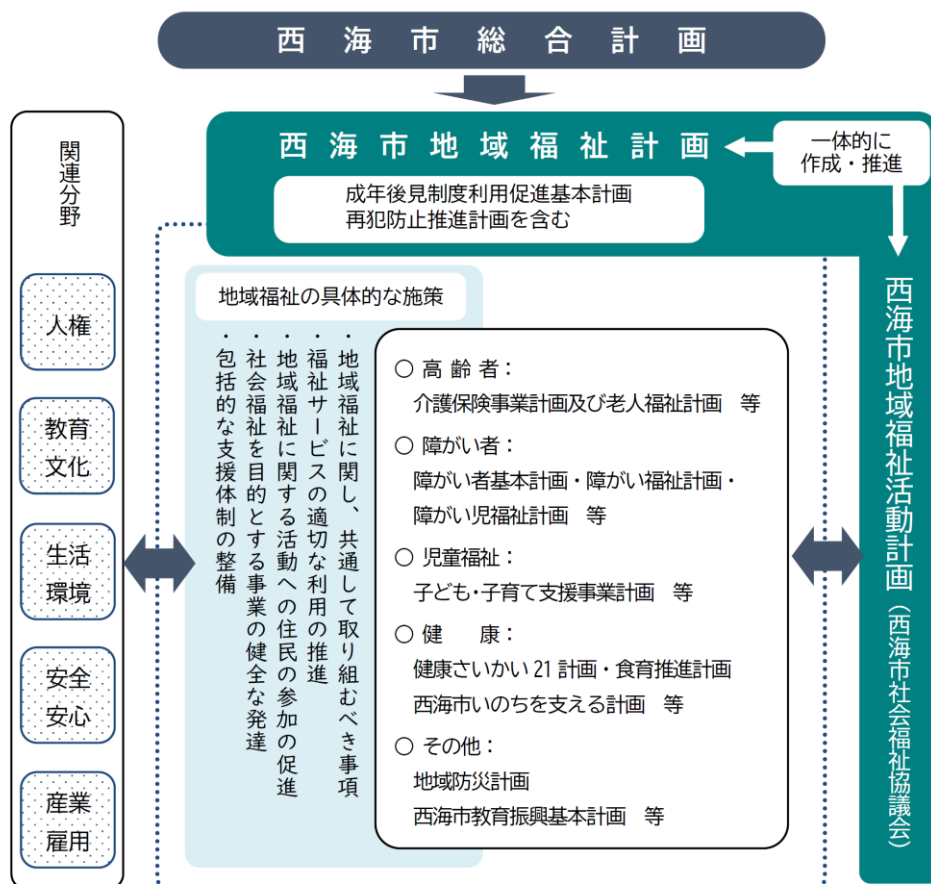 西海市総合計画
西海市地域福祉計画
一体的に
作成・推進
成年後見制度利用促進基本計画
再犯防止推進計画を含む
関連分野
人権
教育
文化
生活
環境
安全
安心
産業
雇用
地域福祉の具体的な施策
・地域福祉に関し、共通して取り組むべき事項
・福祉サービスの適切な利用の推進
・地域福祉に関する活動への住民の参加の促進
・社会福祉を目的とする事業の健全な発達
・包括的な支援体制の整備
○ 高 齢 者：
介護保険事業計画及び老人福祉計画　等
○ 障がい者：
障がい者基本計画・障がい福祉計画・
障がい児福祉計画　等
○ 児童福祉：
子ども・子育て支援事業計画　等
○ 健　　康：
健康さいかい 21 計画・食育推進計画
西海市いのちを支える計画　等
○ その他：
地域防災計画
西海市教育振興基本計画　等
西海市地域福祉活動計画（西海市社会福祉協議会）